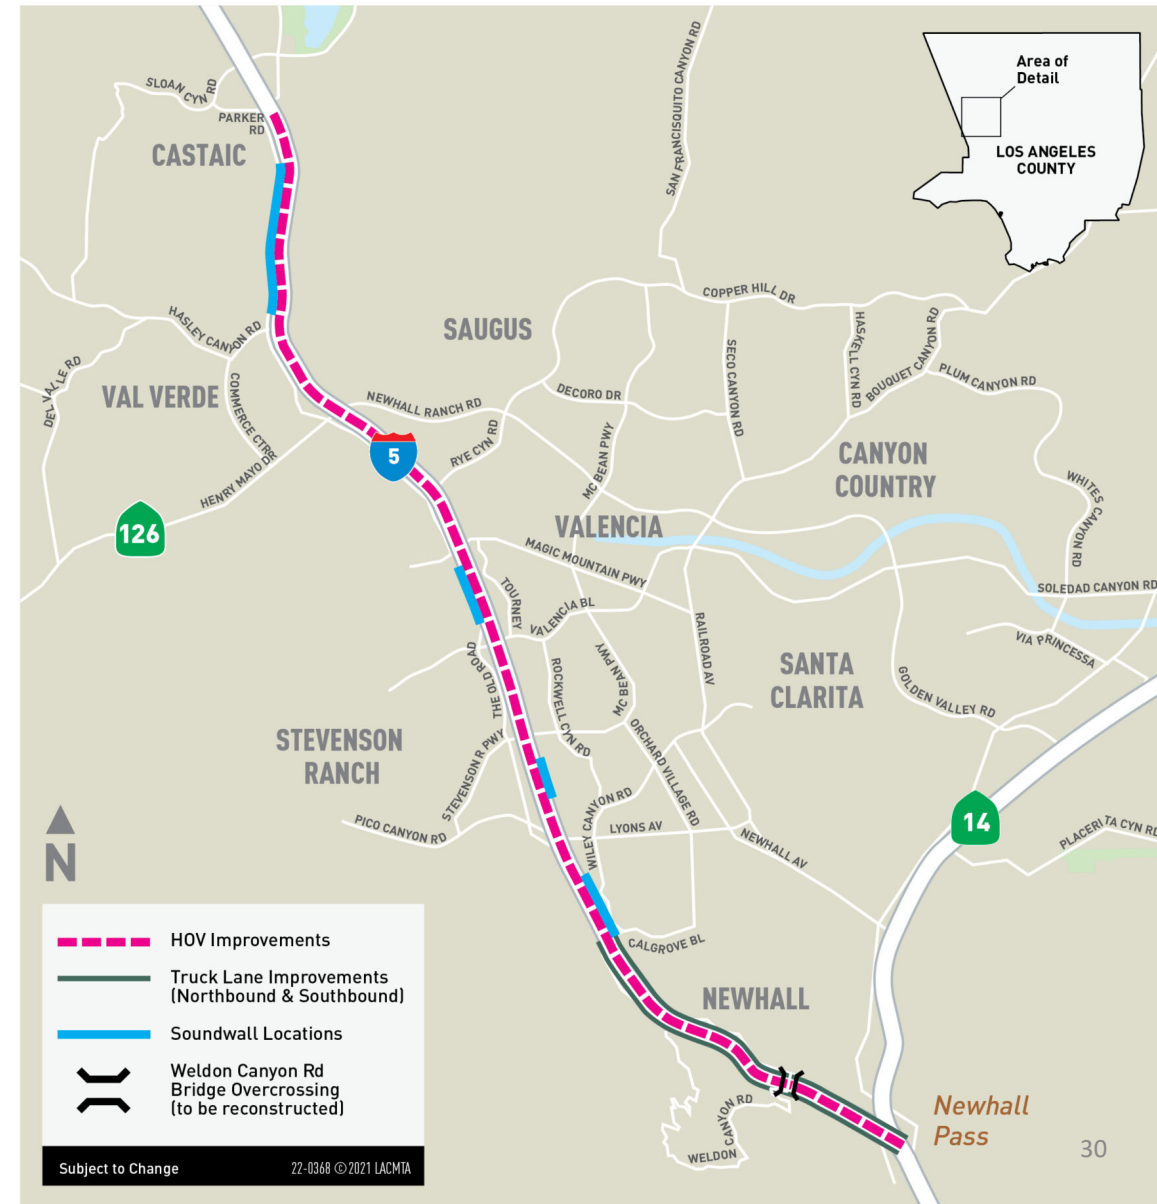 SLOAN CYN RD
PARKER
RD
CASTAIC
SAN FRANCISQUITO CANYON RD
Area of
Detail
LOS ANGELES
COUNTY
HASLEY CANYON RD
DEL VALLE RD
VAL VERDE
COMMERCE CTR
HENRY MAYO DR
126
SAUGUS
NEWHALL RANCH RD
5
RYE CYN RD
DECORO DR
MC BEAN PWY
COPPER HILL DR
SECO CANYON RD
HASKELL CYN RD
BOUQUET CANYON RD
PLUM CANYON RD
CANYON
COUNTRY
WHITES CANYON RD
VALENCIA
MAGIC MOUNTAIN PWY
TOURNEY
VALENCIA BL
THE OLD ROAD
ROCKWELL CYN RD
MC BEAN PWY
RAILROAD AV
SOLEDAD CANYON RD
VIA PRINCESSA
SANTA
CLARITA
GOLDEN VALLEY RD
STEVENSON
RANCH
STEVENSON R PWY
PICO CANYON RD
ORCHARD VILLAGE RD
WILEY CANYON RD
LYONS AV
NEWHALL AV
14
PLACERITA CYN RD
CALGROVE BL
NEWHALL
WELDON CANYON RD
Newhall
Pass
30
N
HOV Improvements
Truck Lane Improvements
(Northbound & Southbound)
Soundwall Locations
Weldon Canyon Rd
Bridge Overcrossing
(to be reconstructed)
Subject to Change
22-0368 ©2021 LACMTA